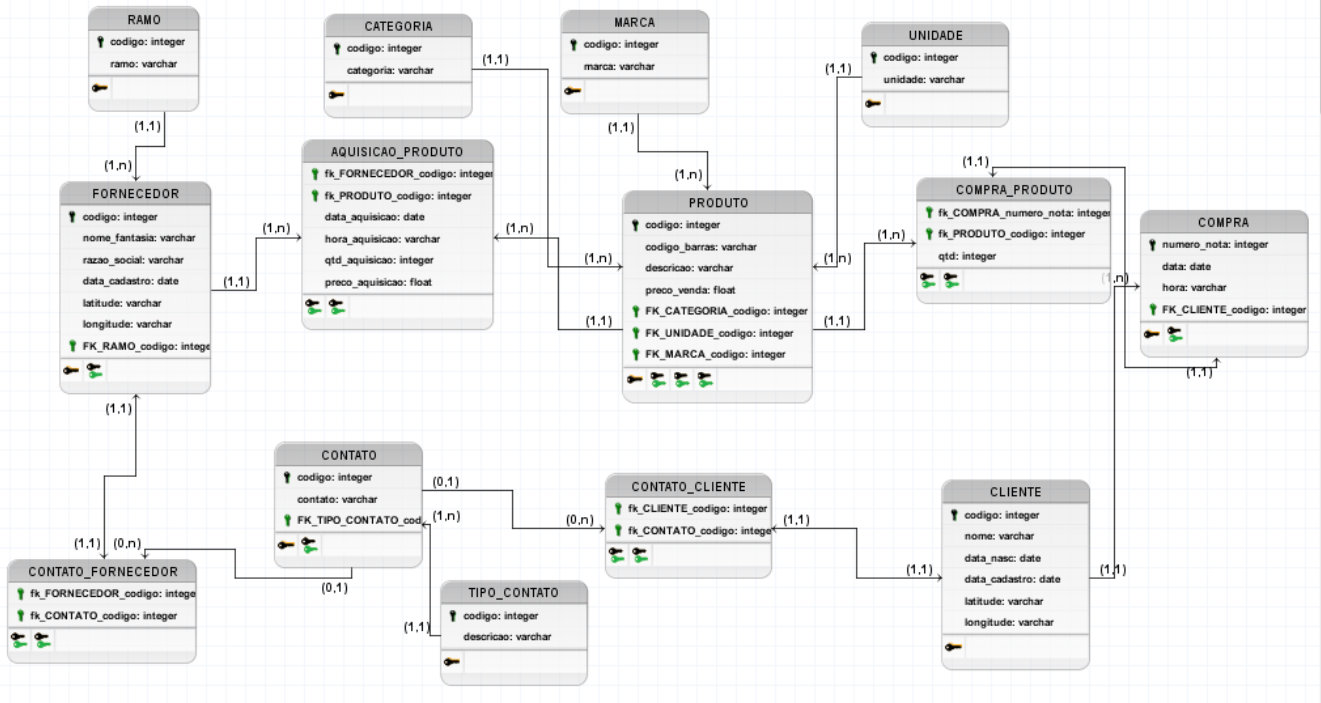 RAMO
codigo: integer
ramo: varchar
(1,1)
(1,n)
CATEGORIA
codigo: integer
categoria: varchar
(1,1)
MARCA
codigo: integer
marca: varchar
(1,1)
(1,n)
UNIDADE
codigo: integer
unidade: varchar
(1,1)
FORNECEDOR
codigo: integer
nome_fantasia: varchar
razao_social: varchar
data_cadastro: date
latitude: varchar
longitude: varchar
FK_RAMO_codigo: intege
(1,1)
(1,n)
(1,1)
AQUISICAO_PRODUTO
fk_FORNECEDOR_codigo: integer
fk_PRODUTO_codigo: integer
data_aquisicao: date
hora_aquisicao: varchar
qtd_aquisicao: integer
preco_aquisicao: float
(1,n)
(1,n)
(1,1)
PRODUTO
codigo: integer
codigo_barras: varchar
descricao: varchar
preco_venda: float
FK_CATEGORIA_codigo: integer
FK_UNIDADE_codigo: integer
FK_MARCA_codigo: integer
(1,n)
(1,1)
(1,n)
(1,1)
COMPRA_PRODUTO
fk_COMPRA_numero_nota: integer
fk_PRODUTO_codigo: integer
qtd: integer
(1,n)
COMPRA
numero_nota: integer
data: date
hora: varchar
FK_CLIENTE_codigo: integer
(1,1)
CONTATO
codigo: integer
contato: varchar
FK_TIPO_CONTATO_cod
(0,1)
(1,n)
(0,1)
(0,n)
CONTATO_CLIENTE
fk_CLIENTE_codigo: integer
fk_CONTATO_codigo: intege
(1,1)
(1,1)
CLIENTE
codigo: integer
nome: varchar
data_nasc: date
data_cadastro: date
latitude: varchar
longitude: varchar
(1,1)
(1,1)
(0,n)
CONTATO_FORNECEDOR
fk_FORNECEDOR_codigo: intege
fk_CONTATO_codigo: integer
TIPO_CONTATO
codigo: integer
descricao: varchar
(1,1)